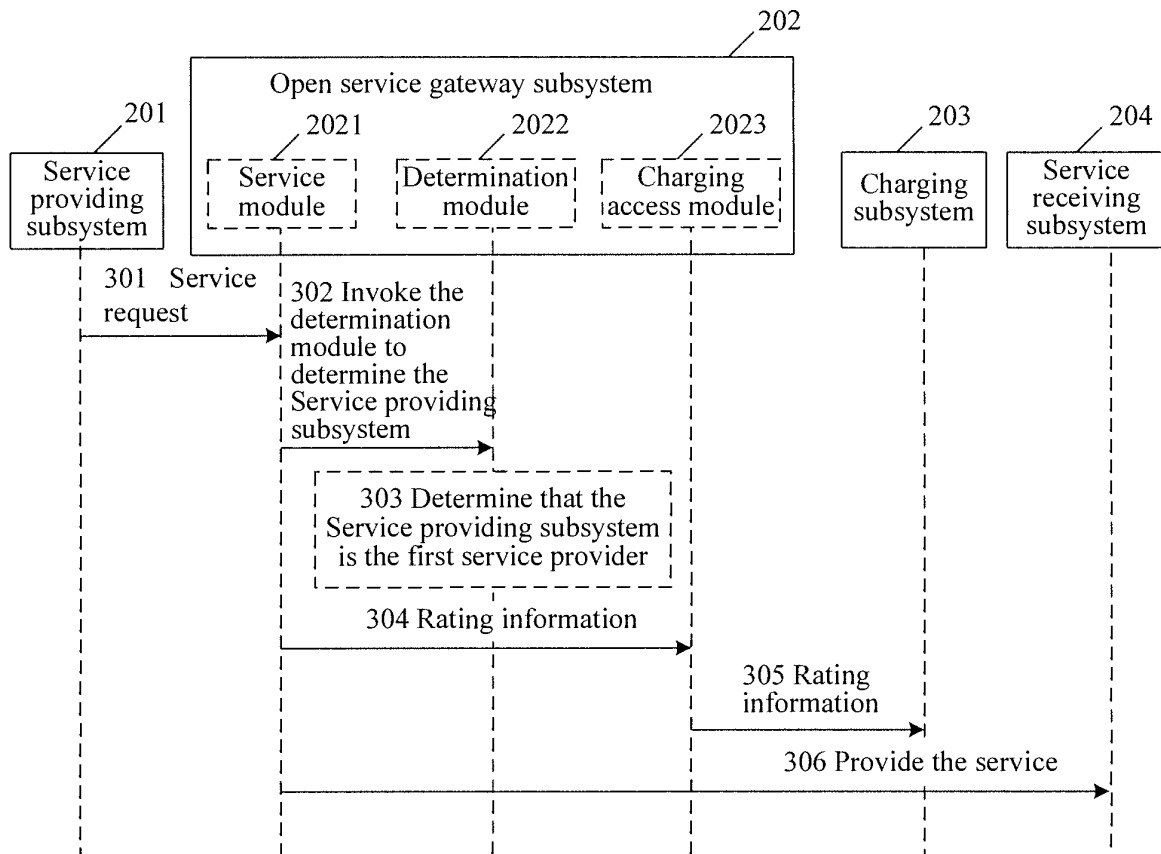 202
Open service gateway subsystem
201
2021
2022
2023
203
204
Service
providing
subsystem
Service
module
Determination
module
Charging
access module
Charging
subsystem
Service
receiving
subsystem
301 Service
request
302 Invoke the
determination
module to
determine the
Service providing
subsystem
303 Determine that the
Service providing subsystem
is the first service provider
304 Rating information
305 Rating
information
306 Provide the service